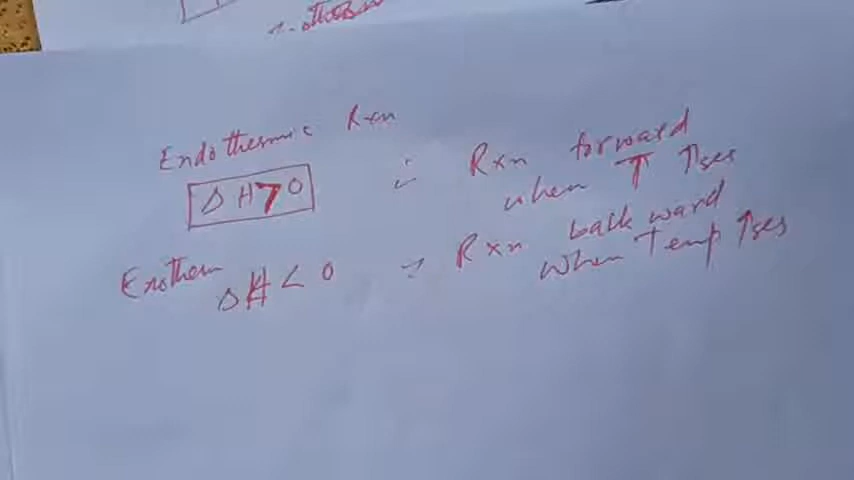 Endothermic Rxn
ΔH>0 ∴ Rxn forward
when T ↑ses
Exotherm
ΔH<0 ∴ Rxn backward
when Temp ↑ses